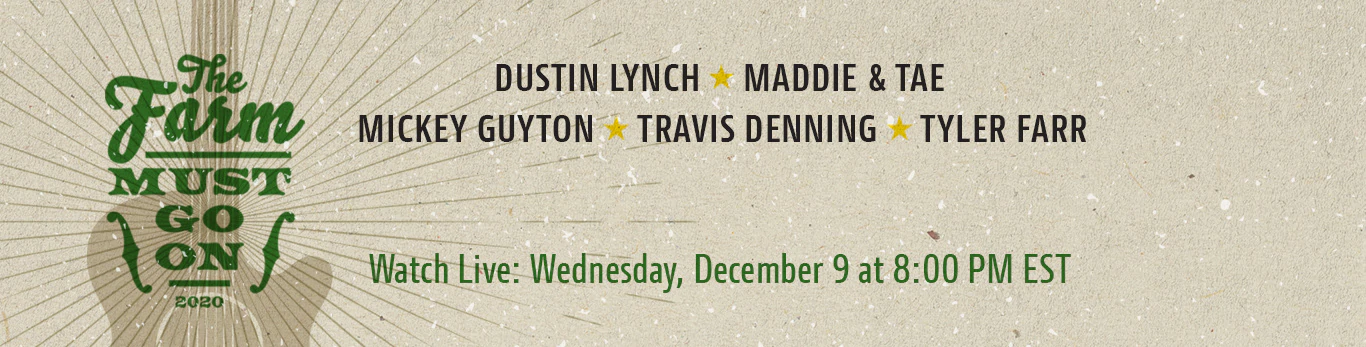 The
Farm
MUST
GO
ON
2020
DUSTIN LYNCH ★ MADDIE & TAE
MICKEY GUYTON ★ TRAVIS DENNING ★ TYLER FARR
Watch Live: Wednesday, December 9 at 8:00 PM EST